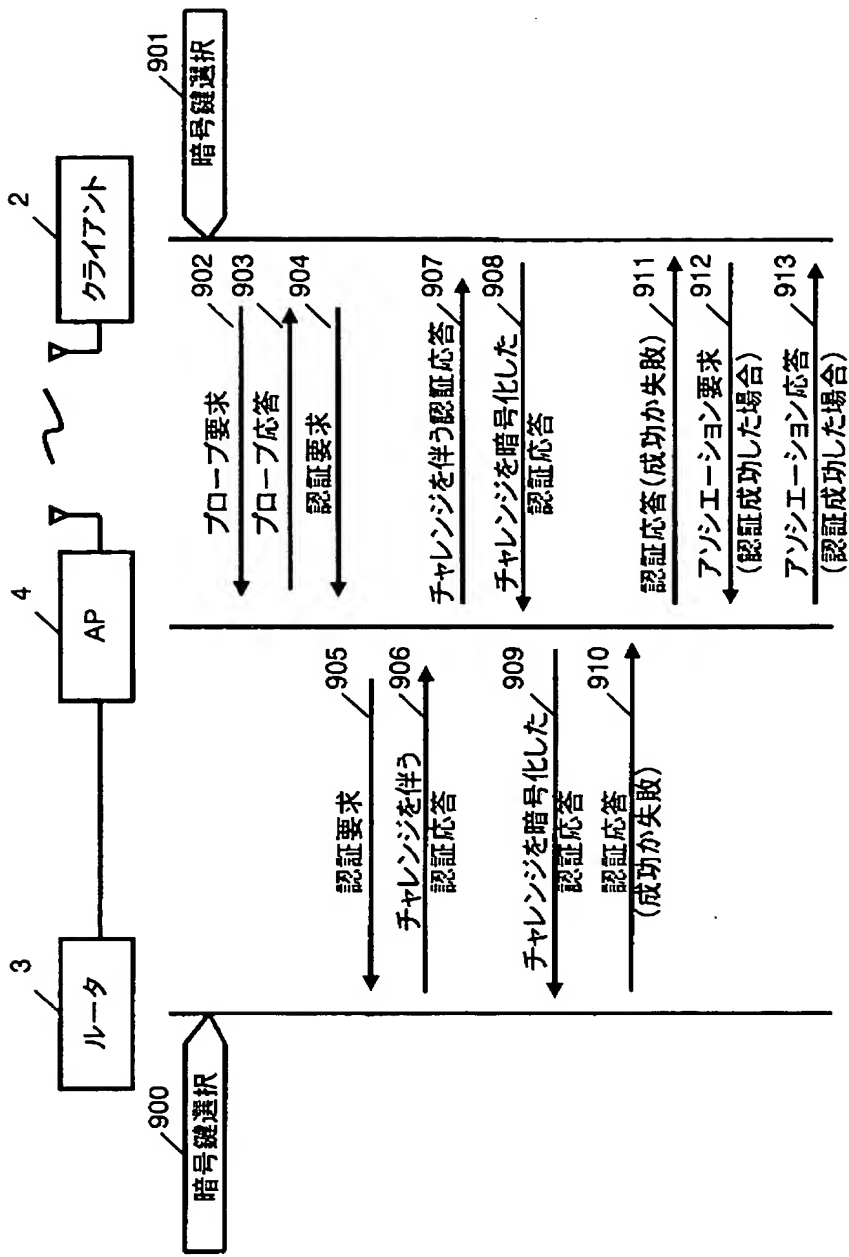 3
ルータ
4
AP
2
クライアント
900
暗号鍵選択
901
暗号鍵選択
902
プローブ要求
903
プローブ応答
904
認証要求
905
認証要求
906
チャレンジを伴う
認証応答
907
チャレンジを伴う認証応答
908
チャレンジを暗号化した
認証応答
909
チャレンジを暗号化した
認証応答
910
認証応答
(成功か失敗)
911
認証応答(成功か失敗)
912
アソシエーション要求
(認証成功した場合)
913
アソシエーション応答
(認証成功した場合)